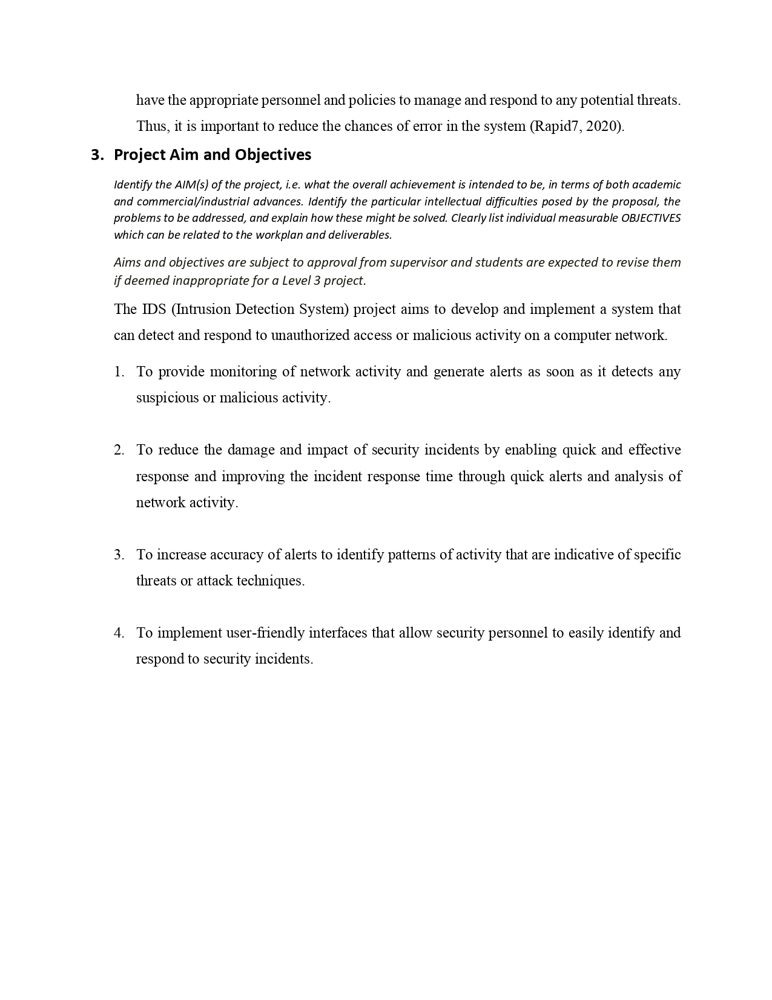 have the appropriate personnel and policies to manage and respond to any potential threats.
Thus, it is important to reduce the chances of error in the system (Rapid7, 2020).
3. Project Aim and Objectives
Identify the AIM(s) of the project, i.e. what the overall achievement is intended to be, in terms of both academic
and commercial/industrial advances. Identify the particular intellectual difficulties posed by the proposal, the
problems to be addressed, and explain how these might be solved. Clearly list individual measurable OBJECTIVES
which can be related to the workplan and deliverables.
Aims and objectives are subject to approval from supervisor and students are expected to revise them
if deemed inappropriate for a Level 3 project.
The IDS (Intrusion Detection System) project aims to develop and implement a system that
can detect and respond to unauthorized access or malicious activity on a computer network.
1. To provide monitoring of network activity and generate alerts as soon as it detects any
suspicious or malicious activity.
2. To reduce the damage and impact of security incidents by enabling quick and effective
response and improving the incident response time through quick alerts and analysis of
network activity.
3. To increase accuracy of alerts to identify patterns of activity that are indicative of specific
threats or attack techniques.
4. To implement user-friendly interfaces that allow security personnel to easily identify and
respond to security incidents.